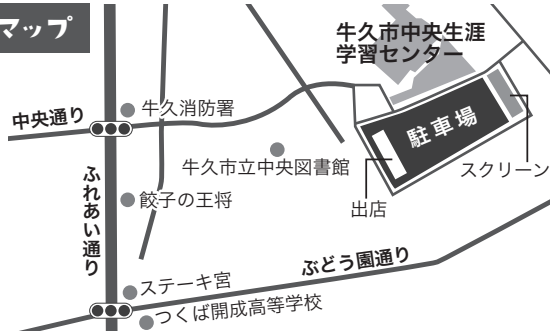 マップ
牛久市中央生涯
学習センター
中央通り
牛久消防署
駐車場
牛久市立中央図書館
スクリーン
ふれあい通り
餃子の王将
出店
ぶどう園通り
ステーキ宮
つくば開成高等学校